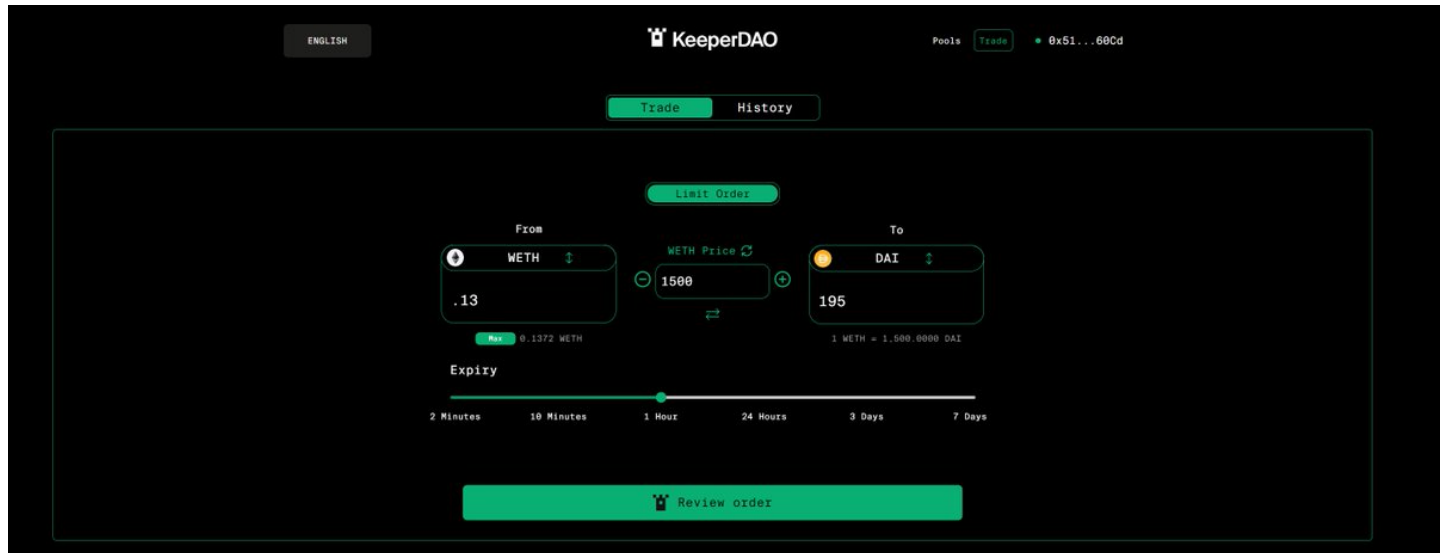 ENGLISH
KeeperDAO
Pools Trade 0x51...60Cd
Trade History
Limit Order
From
To
WETH
WETH Price
DAI
.13
1500
195
Max 0.1372 WETH
1 WETH = 1,500.0000 DAI
Expiry
2 Minutes 10 Minutes 1 Hour 24 Hours 3 Days 7 Days
Review order